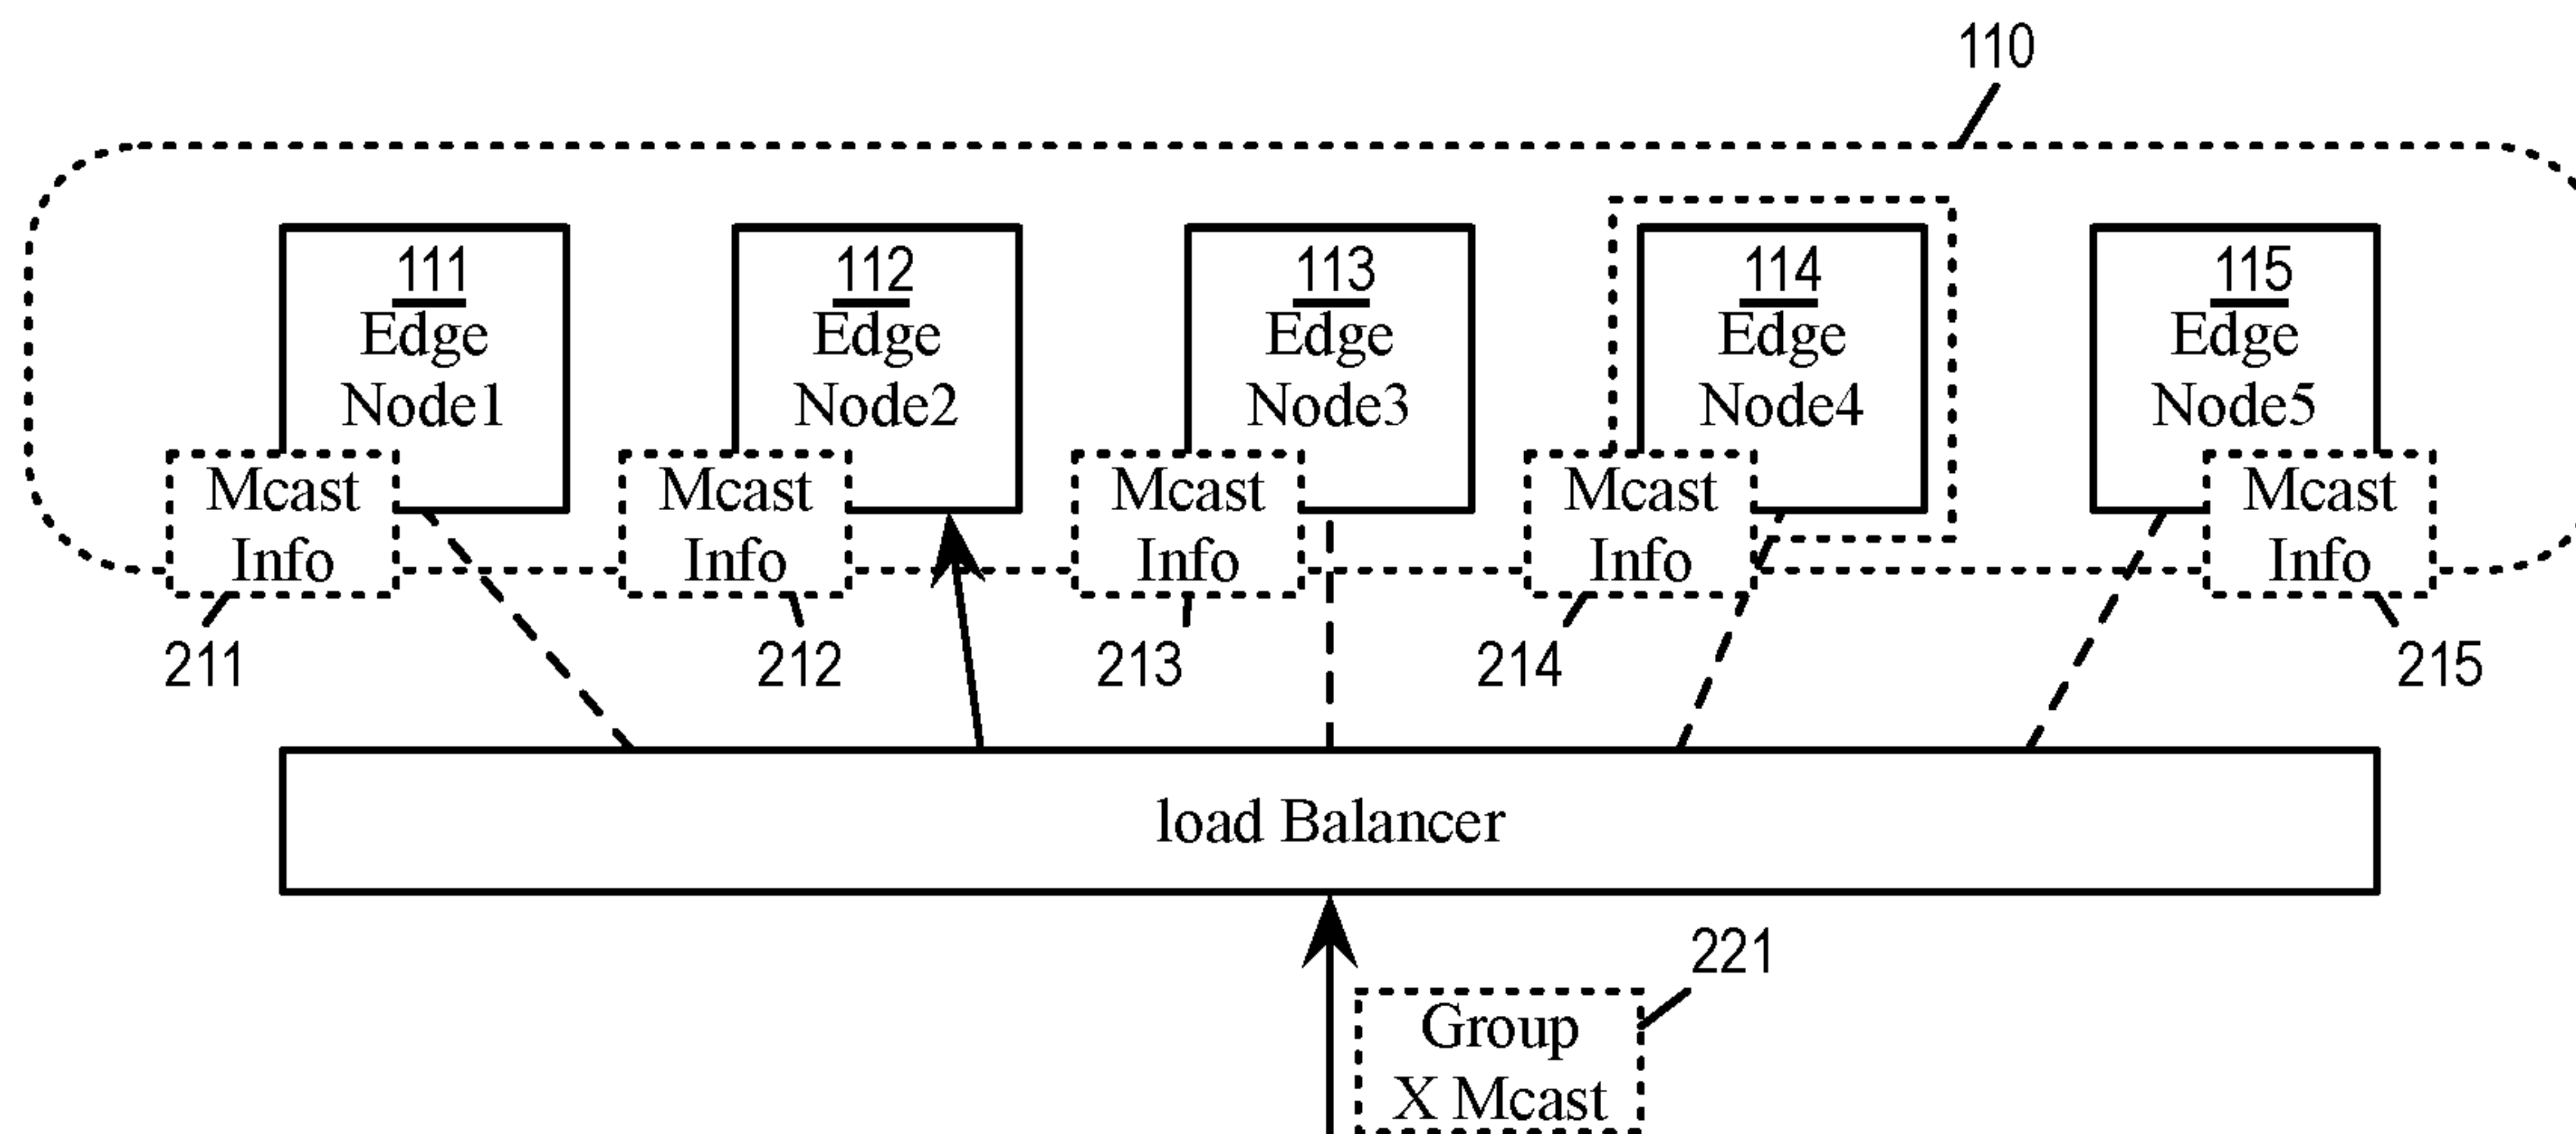 110
111
Edge
Node1
112
Edge
Node2
113
Edge
Node3
114
Edge
Node4
115
Edge
Node5
Mcast
Info
Mcast
Info
Mcast
Info
Mcast
Info
Mcast
Info
211
212
213
214
215
load Balancer
221
Group
X Mcast